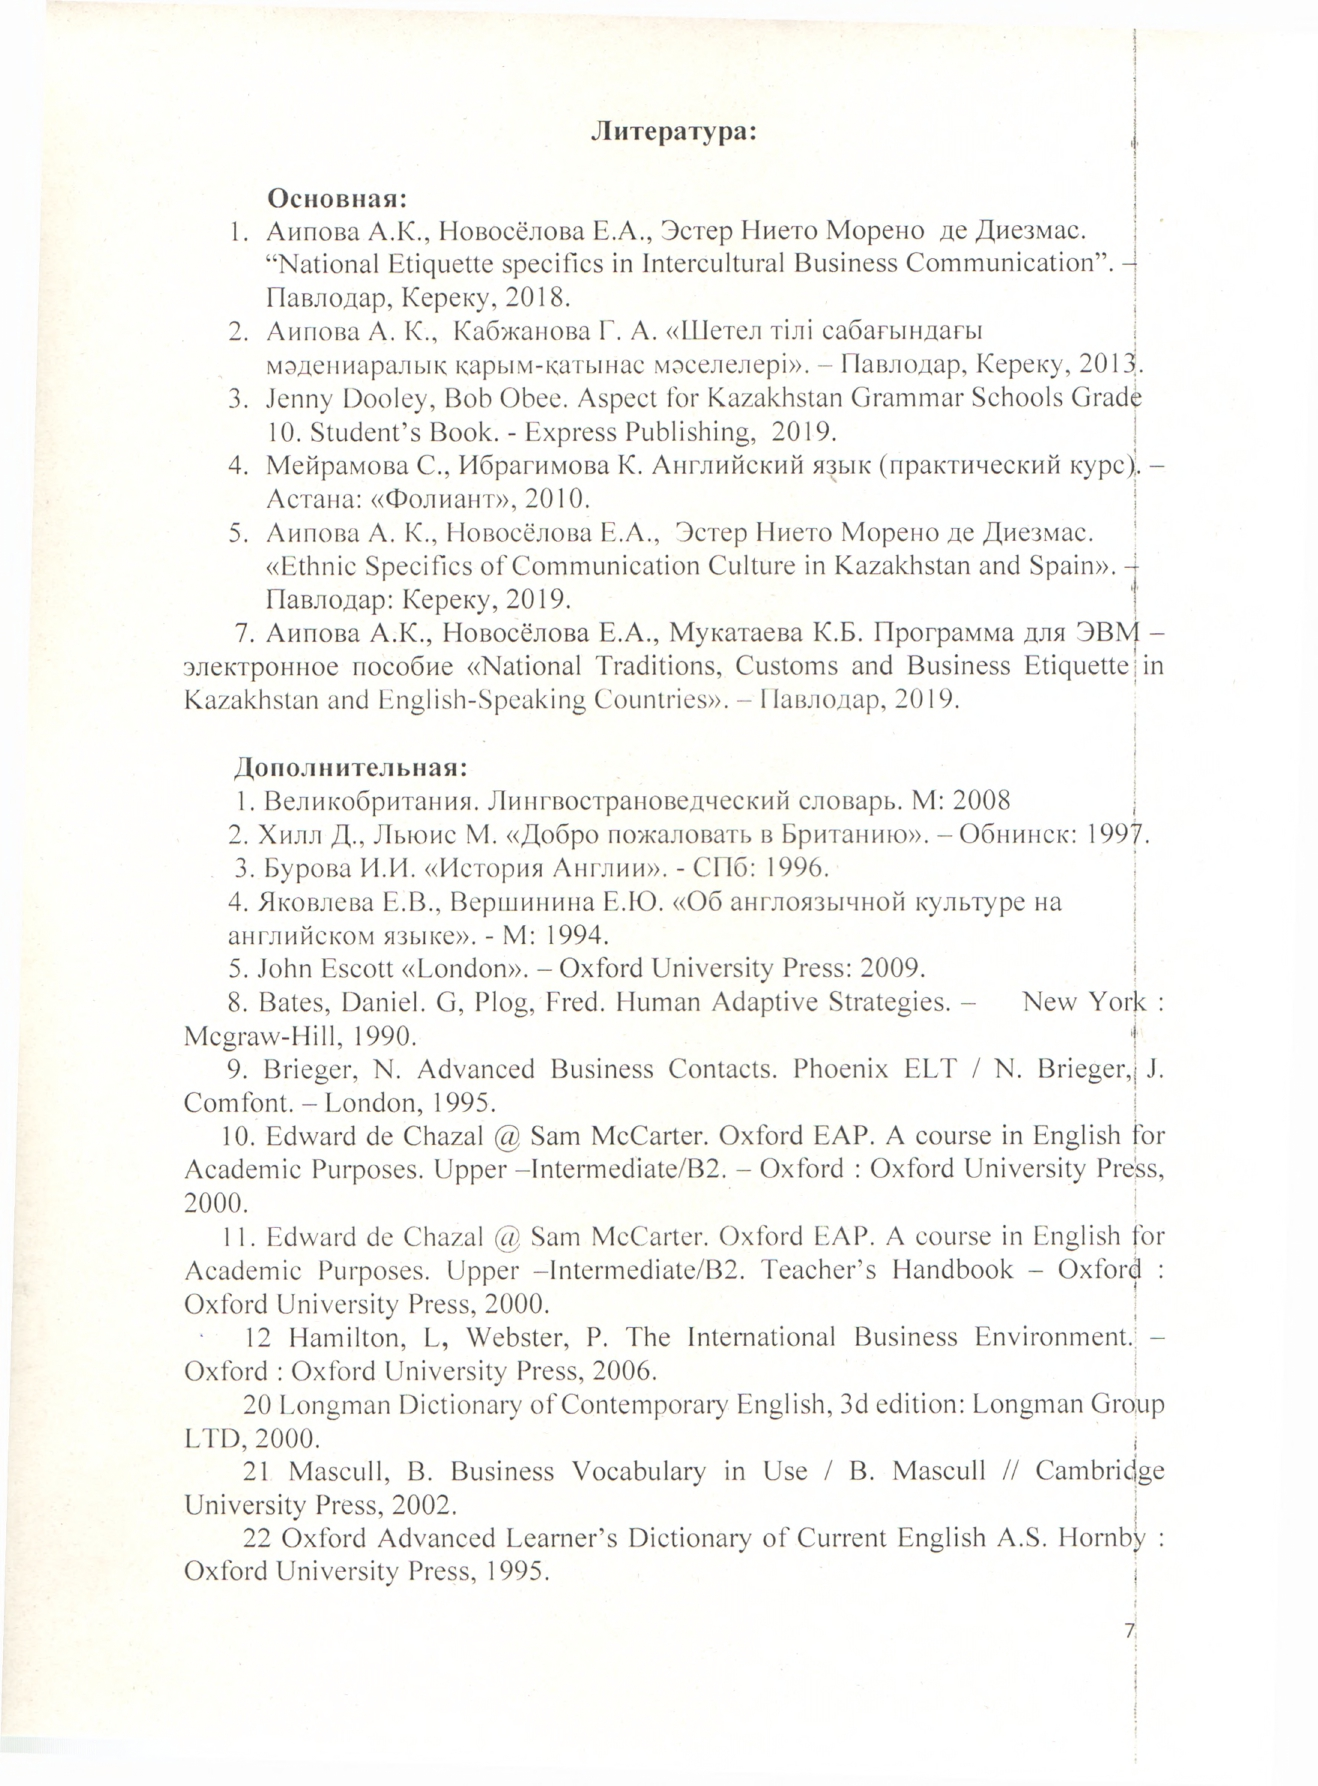 Литература:
Основная:
1. Аипова А.К., Новосёлова Е.А., Эстер Нието Морено де Диезмас.
“National Etiquette specifics in Intercultural Business Communication”. –
Павлодар, Кереку, 2018.
2. Аипова А. К., Кабжанова Г. А. «Шетел тілі сабағындағы
мәдениаралық қарым-қатынас мәселелері». – Павлодар, Кереку, 2013.
3. Jenny Dooley, Bob Obee. Aspect for Kazakhstan Grammar Schools Grade
10. Student’s Book. - Express Publishing, 2019.
4. Мейрамова С., Ибрагимова К. Английский язык (практический курс). –
Астана: «Фолиант», 2010.
5. Аипова А. К., Новосёлова Е.А., Эстер Нието Морено де Диезмас.
«Ethnic Specifics of Communication Culture in Kazakhstan and Spain». –
Павлодар: Кереку, 2019.
7. Аипова А.К., Новосёлова Е.А., Мукатаева К.Б. Программа для ЭВМ –
электронное пособие «National Traditions, Customs and Business Etiquette in
Kazakhstan and English-Speaking Countries». – Павлодар, 2019.
Дополнительная:
1. Великобритания. Лингвострановедческий словарь. М: 2008
2. Хилл Д., Льюис М. «Добро пожаловать в Британию». – Обнинск: 1997.
3. Бурова И.И. «История Англии». - СПб: 1996.
4. Яковлева Е.В., Вершинина Е.Ю. «Об англоязычной культуре на
английском языке». - М: 1994.
5. John Escott «London». – Oxford University Press: 2009.
8. Bates, Daniel. G, Plog, Fred. Human Adaptive Strategies. – New York :
Mcgraw-Hill, 1990.
9. Brieger, N. Advanced Business Contacts. Phoenix ELT / N. Brieger, J.
Comfont. – London, 1995.
10. Edward de Chazal @ Sam McCarter. Oxford EAP. A course in English for
Academic Purposes. Upper –Intermediate/B2. – Oxford : Oxford University Press,
2000.
11. Edward de Chazal @ Sam McCarter. Oxford EAP. A course in English for
Academic Purposes. Upper –Intermediate/B2. Teacher’s Handbook – Oxford :
Oxford University Press, 2000.
12 Hamilton, L, Webster, P. The International Business Environment. –
Oxford : Oxford University Press, 2006.
20 Longman Dictionary of Contemporary English, 3d edition: Longman Group
LTD, 2000.
21 Mascull, B. Business Vocabulary in Use / B. Mascull // Cambridge
University Press, 2002.
22 Oxford Advanced Learner’s Dictionary of Current English A.S. Hornby :
Oxford University Press, 1995.
7